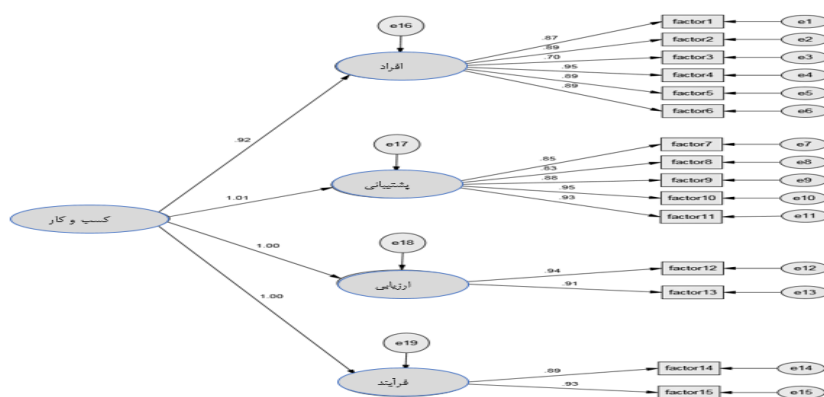 e16
افراد
.87
.89
.70
.95
.89
.89
factor1
e1
factor2
e2
factor3
e3
factor4
e4
factor5
e5
factor6
e6
.92
e17
پشتیبانی
.85
.83
.88
.95
.93
factor7
e7
factor8
e8
factor9
e9
factor10
e10
factor11
e11
کسب و کار
1.01
1.00
1.00
e18
ارزیابی
.94
.91
factor12
e12
factor13
e13
e19
فرآیند
.89
.93
factor14
e14
factor15
e15